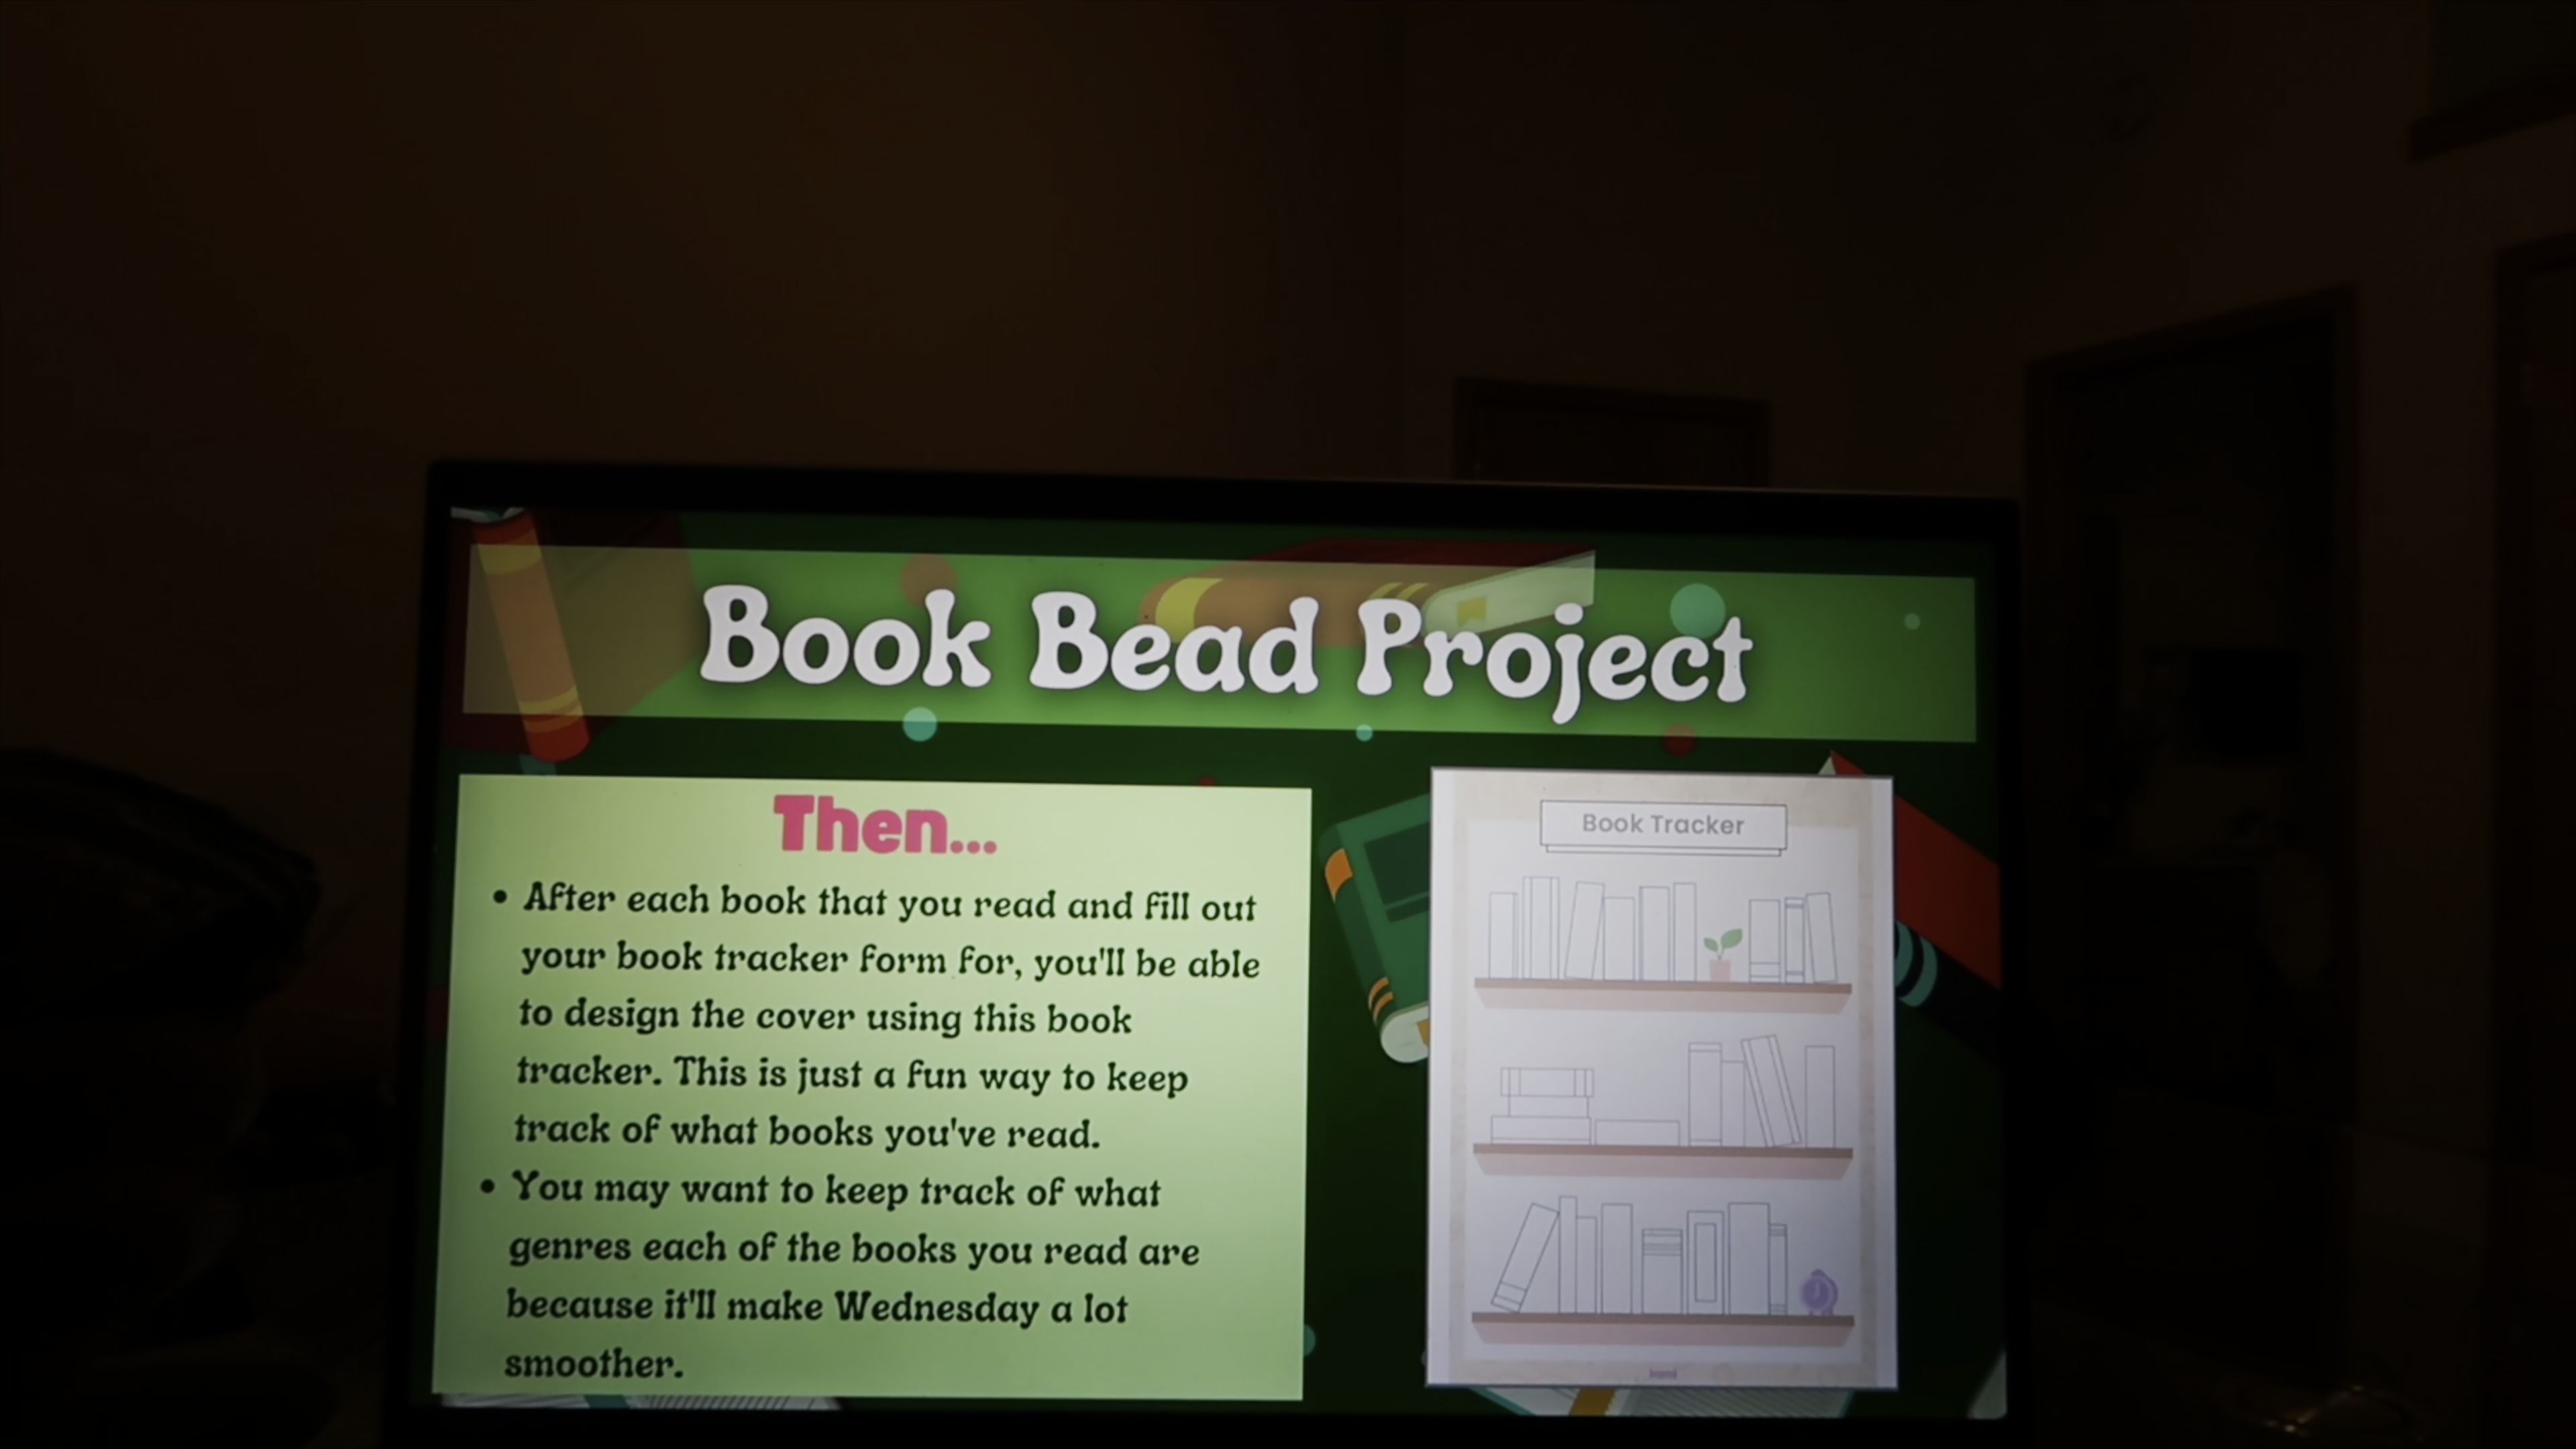 Book Bead Project
Then...
• After each book that you read and fill out
your book tracker form for, you'll be able
to design the cover using this book
tracker. This is just a fun way to keep
track of what books you've read.
• You may want to keep track of what
genres each of the books you read are
because it'll make Wednesday a lot
smoother.
Book Tracker